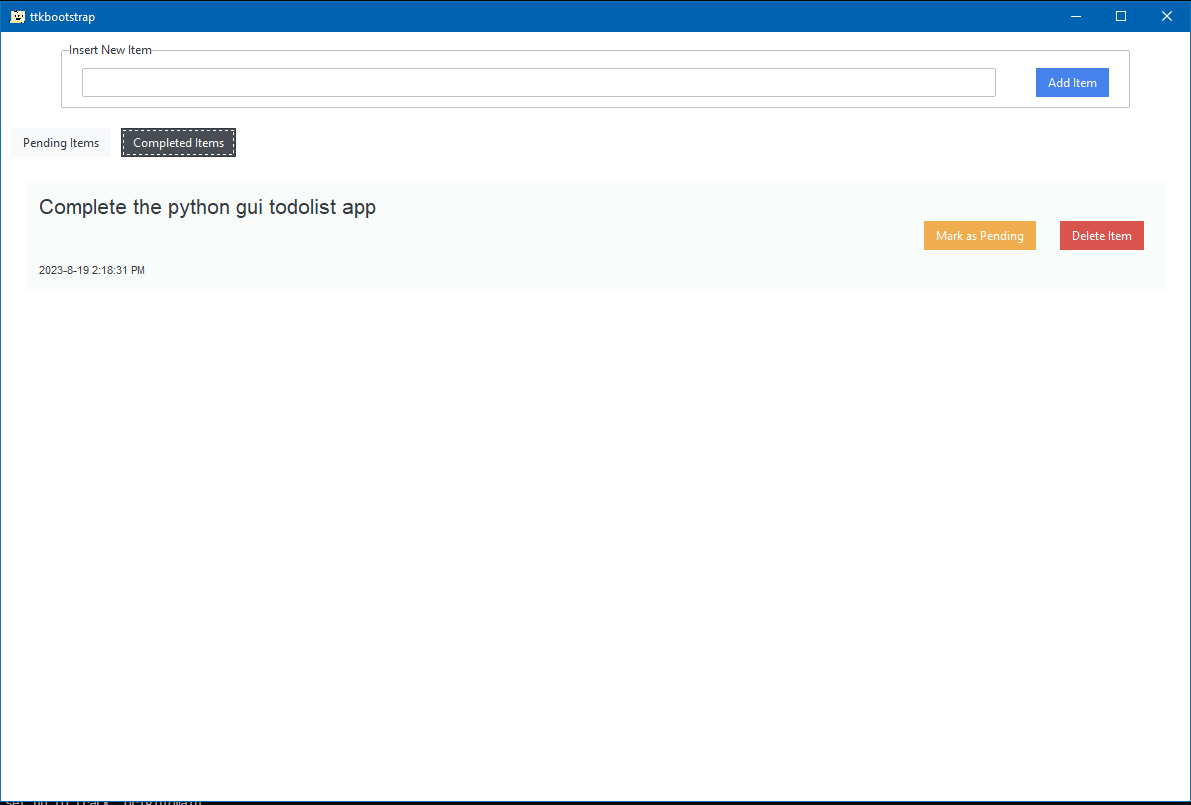 ttkbootstrap
Insert New Item
Add Item
Pending Items
Completed Items
Complete the python gui todolist app
Mark as Pending
Delete Item
2023-8-19 2:18:31 PM